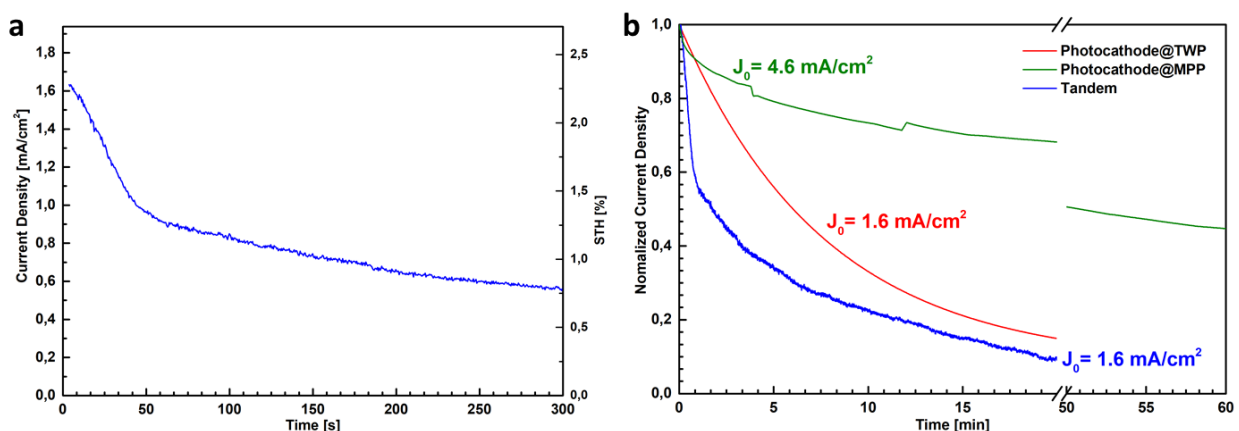 a
1,8
1,6
1,4
1,2
1,0
0,8
0,6
0,4
0,2
0,0
Current Density [mA/cm²]
0 50 100 150 200 250 300
Time [s]
2,5
2,0
1,5
1,0
0,5
0,0
STH [%]
b
1,0
0,8
0,6
0,4
0,2
0,0
Nomalized Current Density
Photocathode@TWP
Photocathode@MPP
Tandem
J₀= 4.6 mA/cm²
J₀= 1.6 mA/cm²
J₀= 1.6 mA/cm²
0 5 10 15 50 55 60
Time [min]